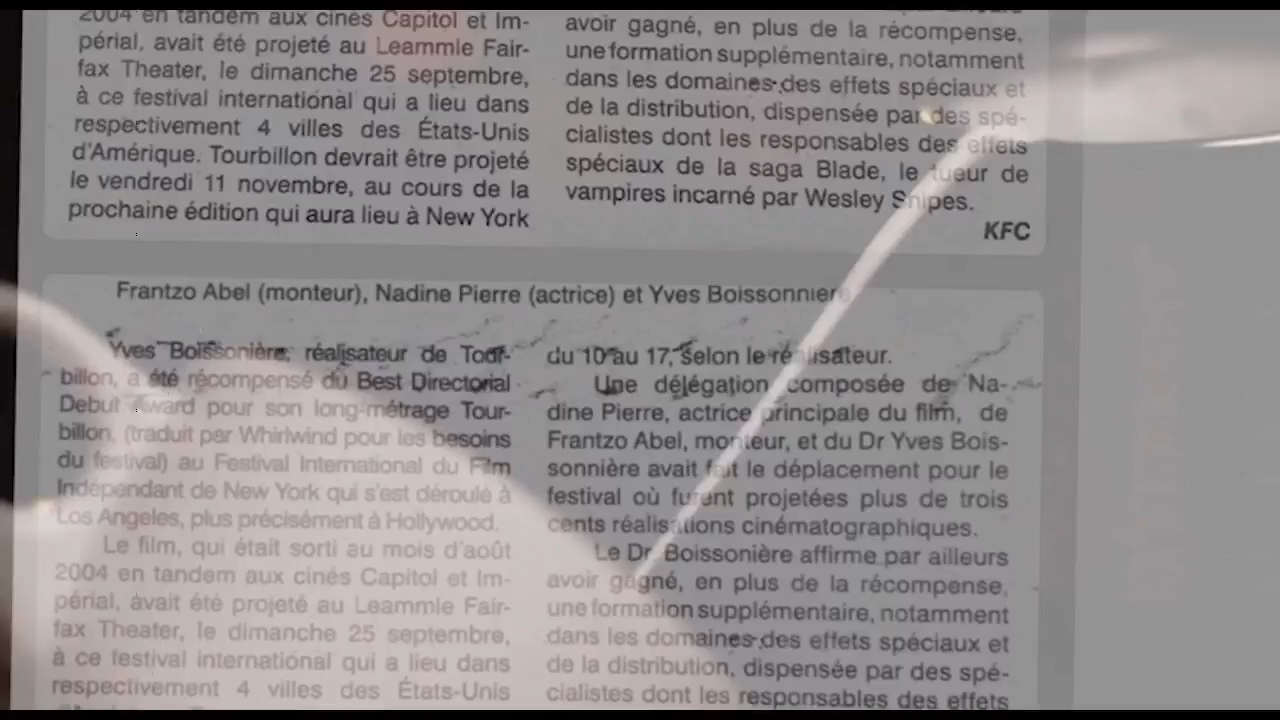 2004 en tandem aux cinés Capitol et Im-
périal, avait été projeté au Leammle Fair-
fax Theater, le dimanche 25 septembre,
à ce festival international qui a lieu dans
respectivement 4 villes des États-Unis
d'Amérique. Tourbillon devrait être projeté
le vendredi 11 novembre, au cours de la
prochaine édition qui aura lieu à New York
avoir gagné, en plus de la récompense,
une formation supplémentaire, notamment
dans les domaines des effets spéciaux et
de la distribution, dispensée par des spé-
cialistes dont les responsables des effets
spéciaux de la saga Blade, le tueur de
vampires incarné par Wesley Snipes.
KFC
Frantzo Abel (monteur), Nadine Pierre (actrice) et Yves Boissonniere
Yves Boissonière, réalisateur de Tour-
billon, a été récompensé du Best Directorial
Debut Award pour son long-métrage Tour-
billon, (traduit par Whirlwind pour les besoins
du festival) au Festival International du Film
Indépendant de New York qui s'est déroulé à
Los Angeles, plus précisément à Hollywood.
Le film, qui était sorti au mois d'août
2004 en tandem aux cinés Capitol et Im-
périal, avait été projeté au Leammle Fair-
fax Theater, le dimanche 25 septembre,
à ce festival international qui a lieu dans
respectivement 4 villes des États-Unis
du 10 au 17, selon le réalisateur.
Une délégation composée de Na-
dine Pierre, actrice principale du film, de
Frantzo Abel, monteur, et du Dr Yves Bois-
sonnière avait fait le déplacement pour le
festival où furent projetées plus de trois
cents réalisations cinématographiques.
Le Dr Boissonière affirme par ailleurs
avoir gagné, en plus de la récompense,
une formation supplémentaire, notamment
dans les domaines des effets spéciaux et
de la distribution, dispensée par des spé-
cialistes dont les responsables des effets